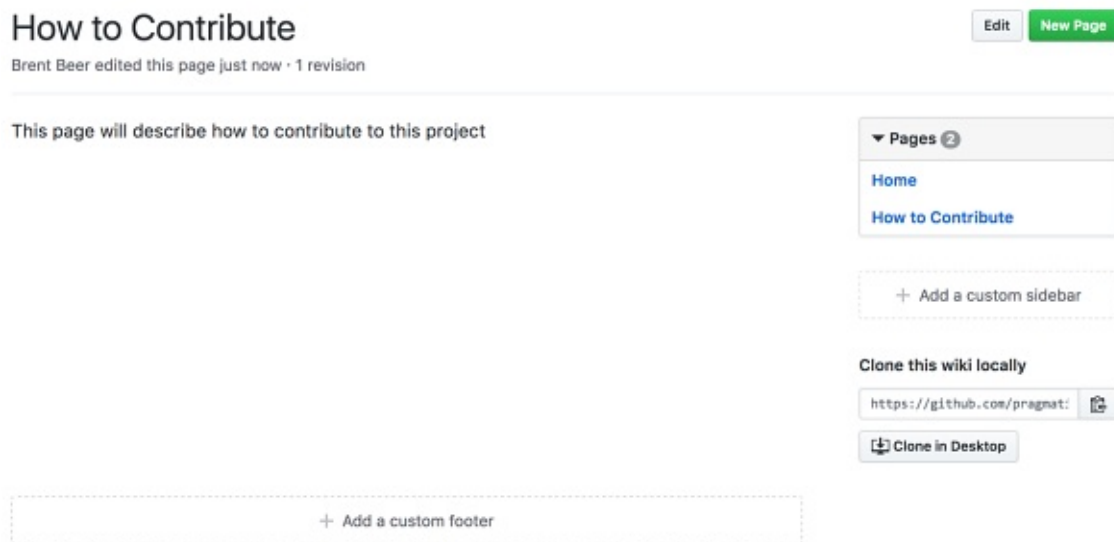 How to Contribute
Edit
New Page
Brent Beer edited this page just now · 1 revision
This page will describe how to contribute to this project
Pages 2
Home
How to Contribute
+ Add a custom sidebar
Clone this wiki locally
https://github.com/pragmat
Clone in Desktop
+ Add a custom footer